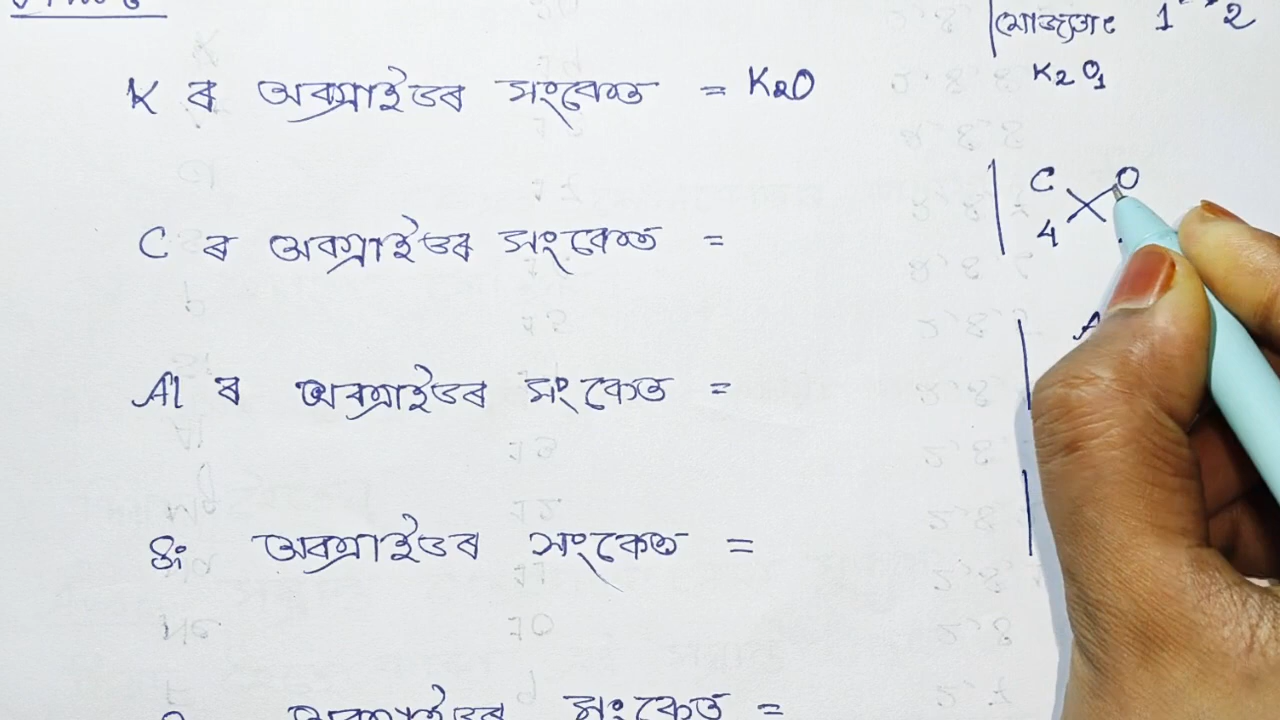 যোজ্যতাঃ 1 2
K ৰ অক্সাইডৰ সংকেত = K₂O
K₂O₁
C O
4
C ৰ অক্সাইডৰ সংকেত =
Al ৰ অক্সাইডৰ সংকেত =
Si অক্সাইডৰ সংকেত =
অক্সাইডৰ সংকেত =